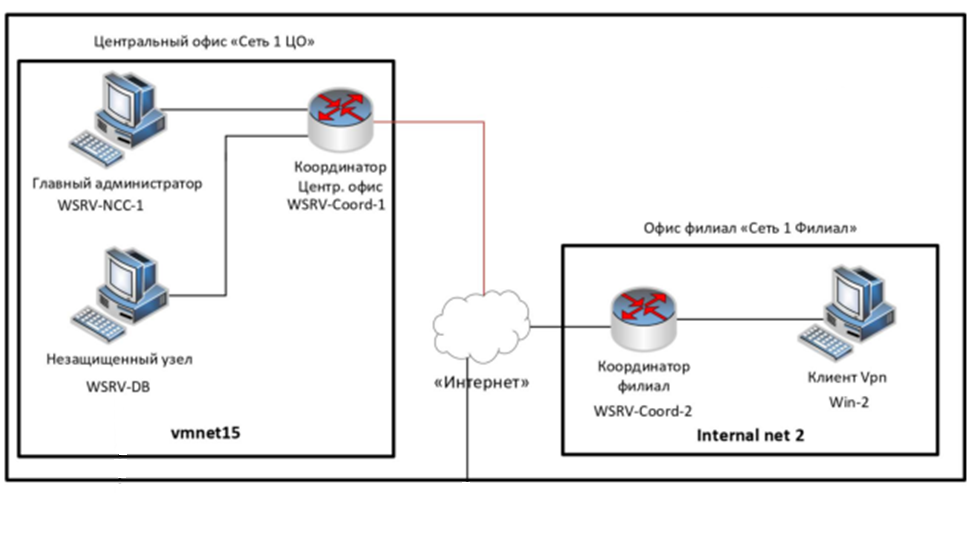 Центральный офис «Сеть 1 ЦО»
Главный администратор
WSRV-NCC-1
Координатор
Центр. офис
WSRV-Coord-1
Незащищенный узел
WSRV-DB
vmnet15
«Интернет»
Офис филиал «Сеть 1 Филиал»
Координатор
филиал
WSRV-Coord-2
Клиент Vpn
Win-2
Internal net 2